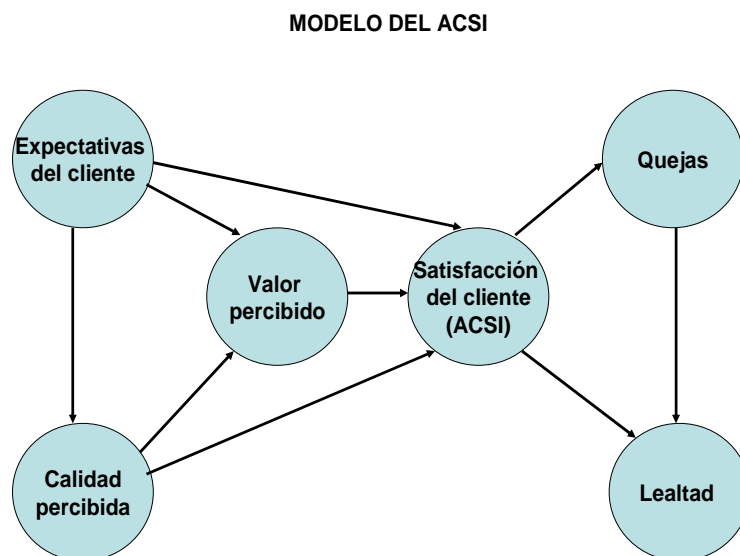 MODELO DEL ACSI
Expectativas
del cliente
Quejas
Valor
percibido
Satisfacción
del cliente
(ACSI)
Calidad
percibida
Lealtad